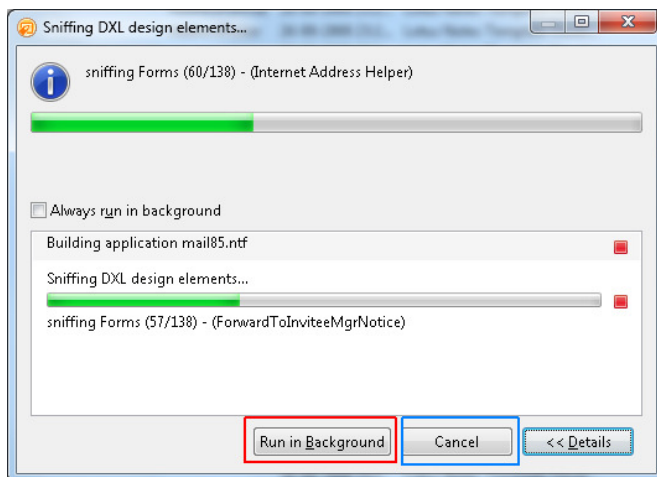 Sniffing DXL design elements...
sniffing Forms (60/138) - (Internet Address Helper)
Always run in background
Building application mail85.ntf
Sniffing DXL design elements...
sniffing Forms (57/138) - (ForwardToInviteeMgrNotice)
Run in Background Cancel << Details